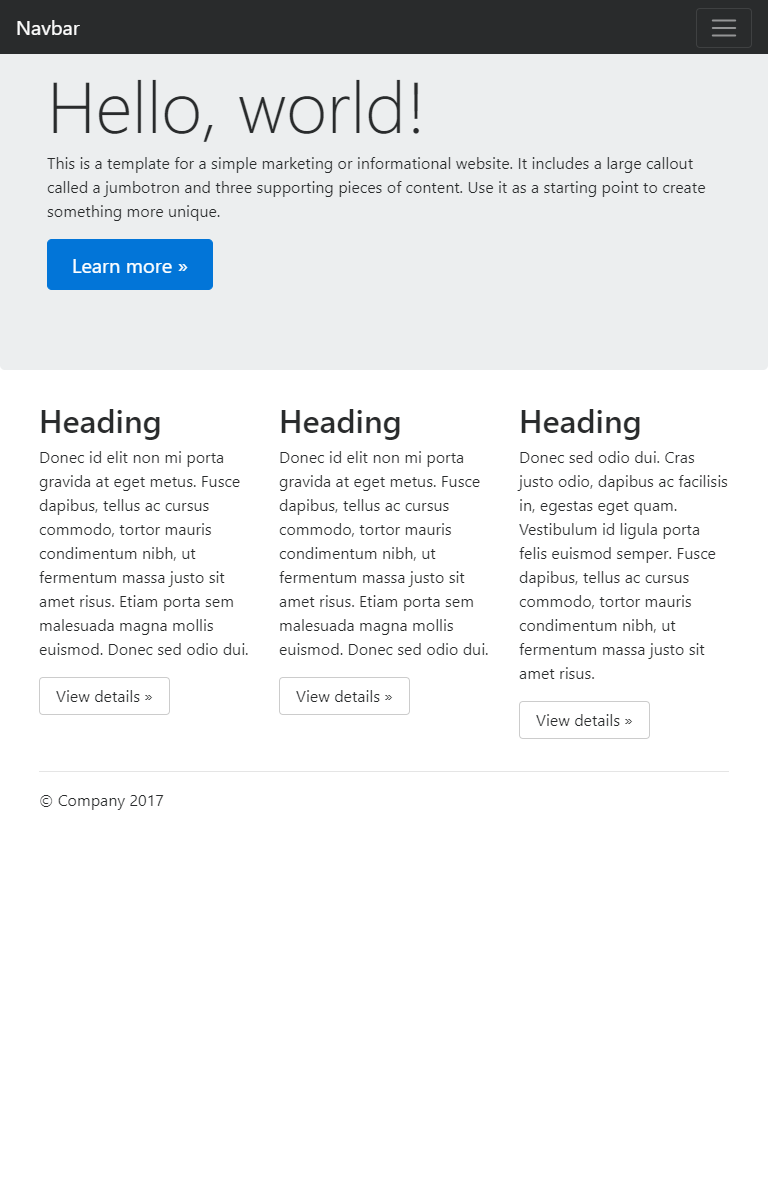 Navbar
Hello, world!
This is a template for a simple marketing or informational website. It includes a large callout
called a jumbotron and three supporting pieces of content. Use it as a starting point to create
something more unique.
Learn more »
Heading
Donec id elit non mi porta
gravida at eget metus. Fusce
dapibus, tellus ac cursus
commodo, tortor mauris
condimentum nibh, ut
fermentum massa justo sit
amet risus. Etiam porta sem
malesuada magna mollis
euismod. Donec sed odio dui.
View details »
Heading
Donec id elit non mi porta
gravida at eget metus. Fusce
dapibus, tellus ac cursus
commodo, tortor mauris
condimentum nibh, ut
fermentum massa justo sit
amet risus. Etiam porta sem
malesuada magna mollis
euismod. Donec sed odio dui.
View details »
Heading
Donec sed odio dui. Cras
justo odio, dapibus ac facilisis
in, egestas eget quam.
Vestibulum id ligula porta
felis euismod semper. Fusce
dapibus, tellus ac cursus
commodo, tortor mauris
condimentum nibh, ut
fermentum massa justo sit
amet risus.
View details »
© Company 2017